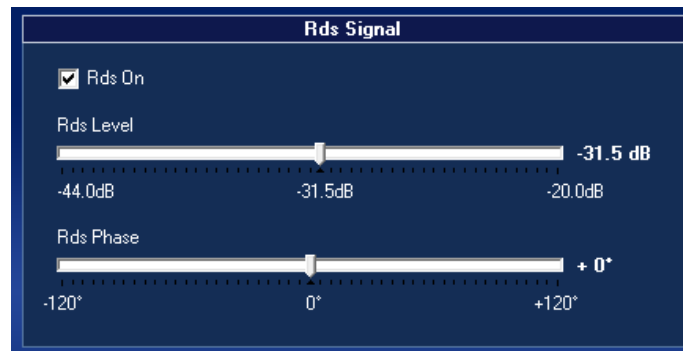 Rds Signal
Rds On
Rds Level
-31.5 dB
-44.0dB -31.5dB -20.0dB
Rds Phase
+ 0°
-120° 0° +120°